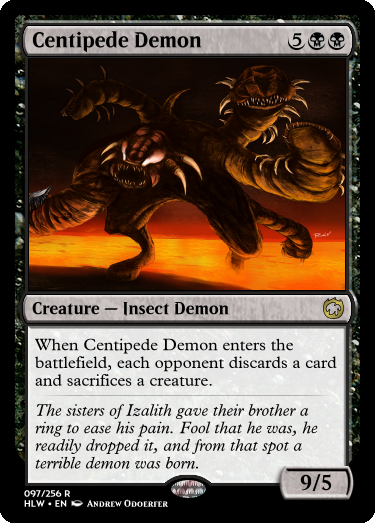 Centipede Demon 5
Creature — Insect Demon
When Centipede Demon enters the
battlefield, each opponent discards a card
and sacrifices a creature.
The sisters of Izalith gave their brother a
ring to ease his pain. Fool that he was, he
readily dropped it, and from that spot a
terrible demon was born.
9/5
097/256 R
HLW • EN Andrew Odoerfer